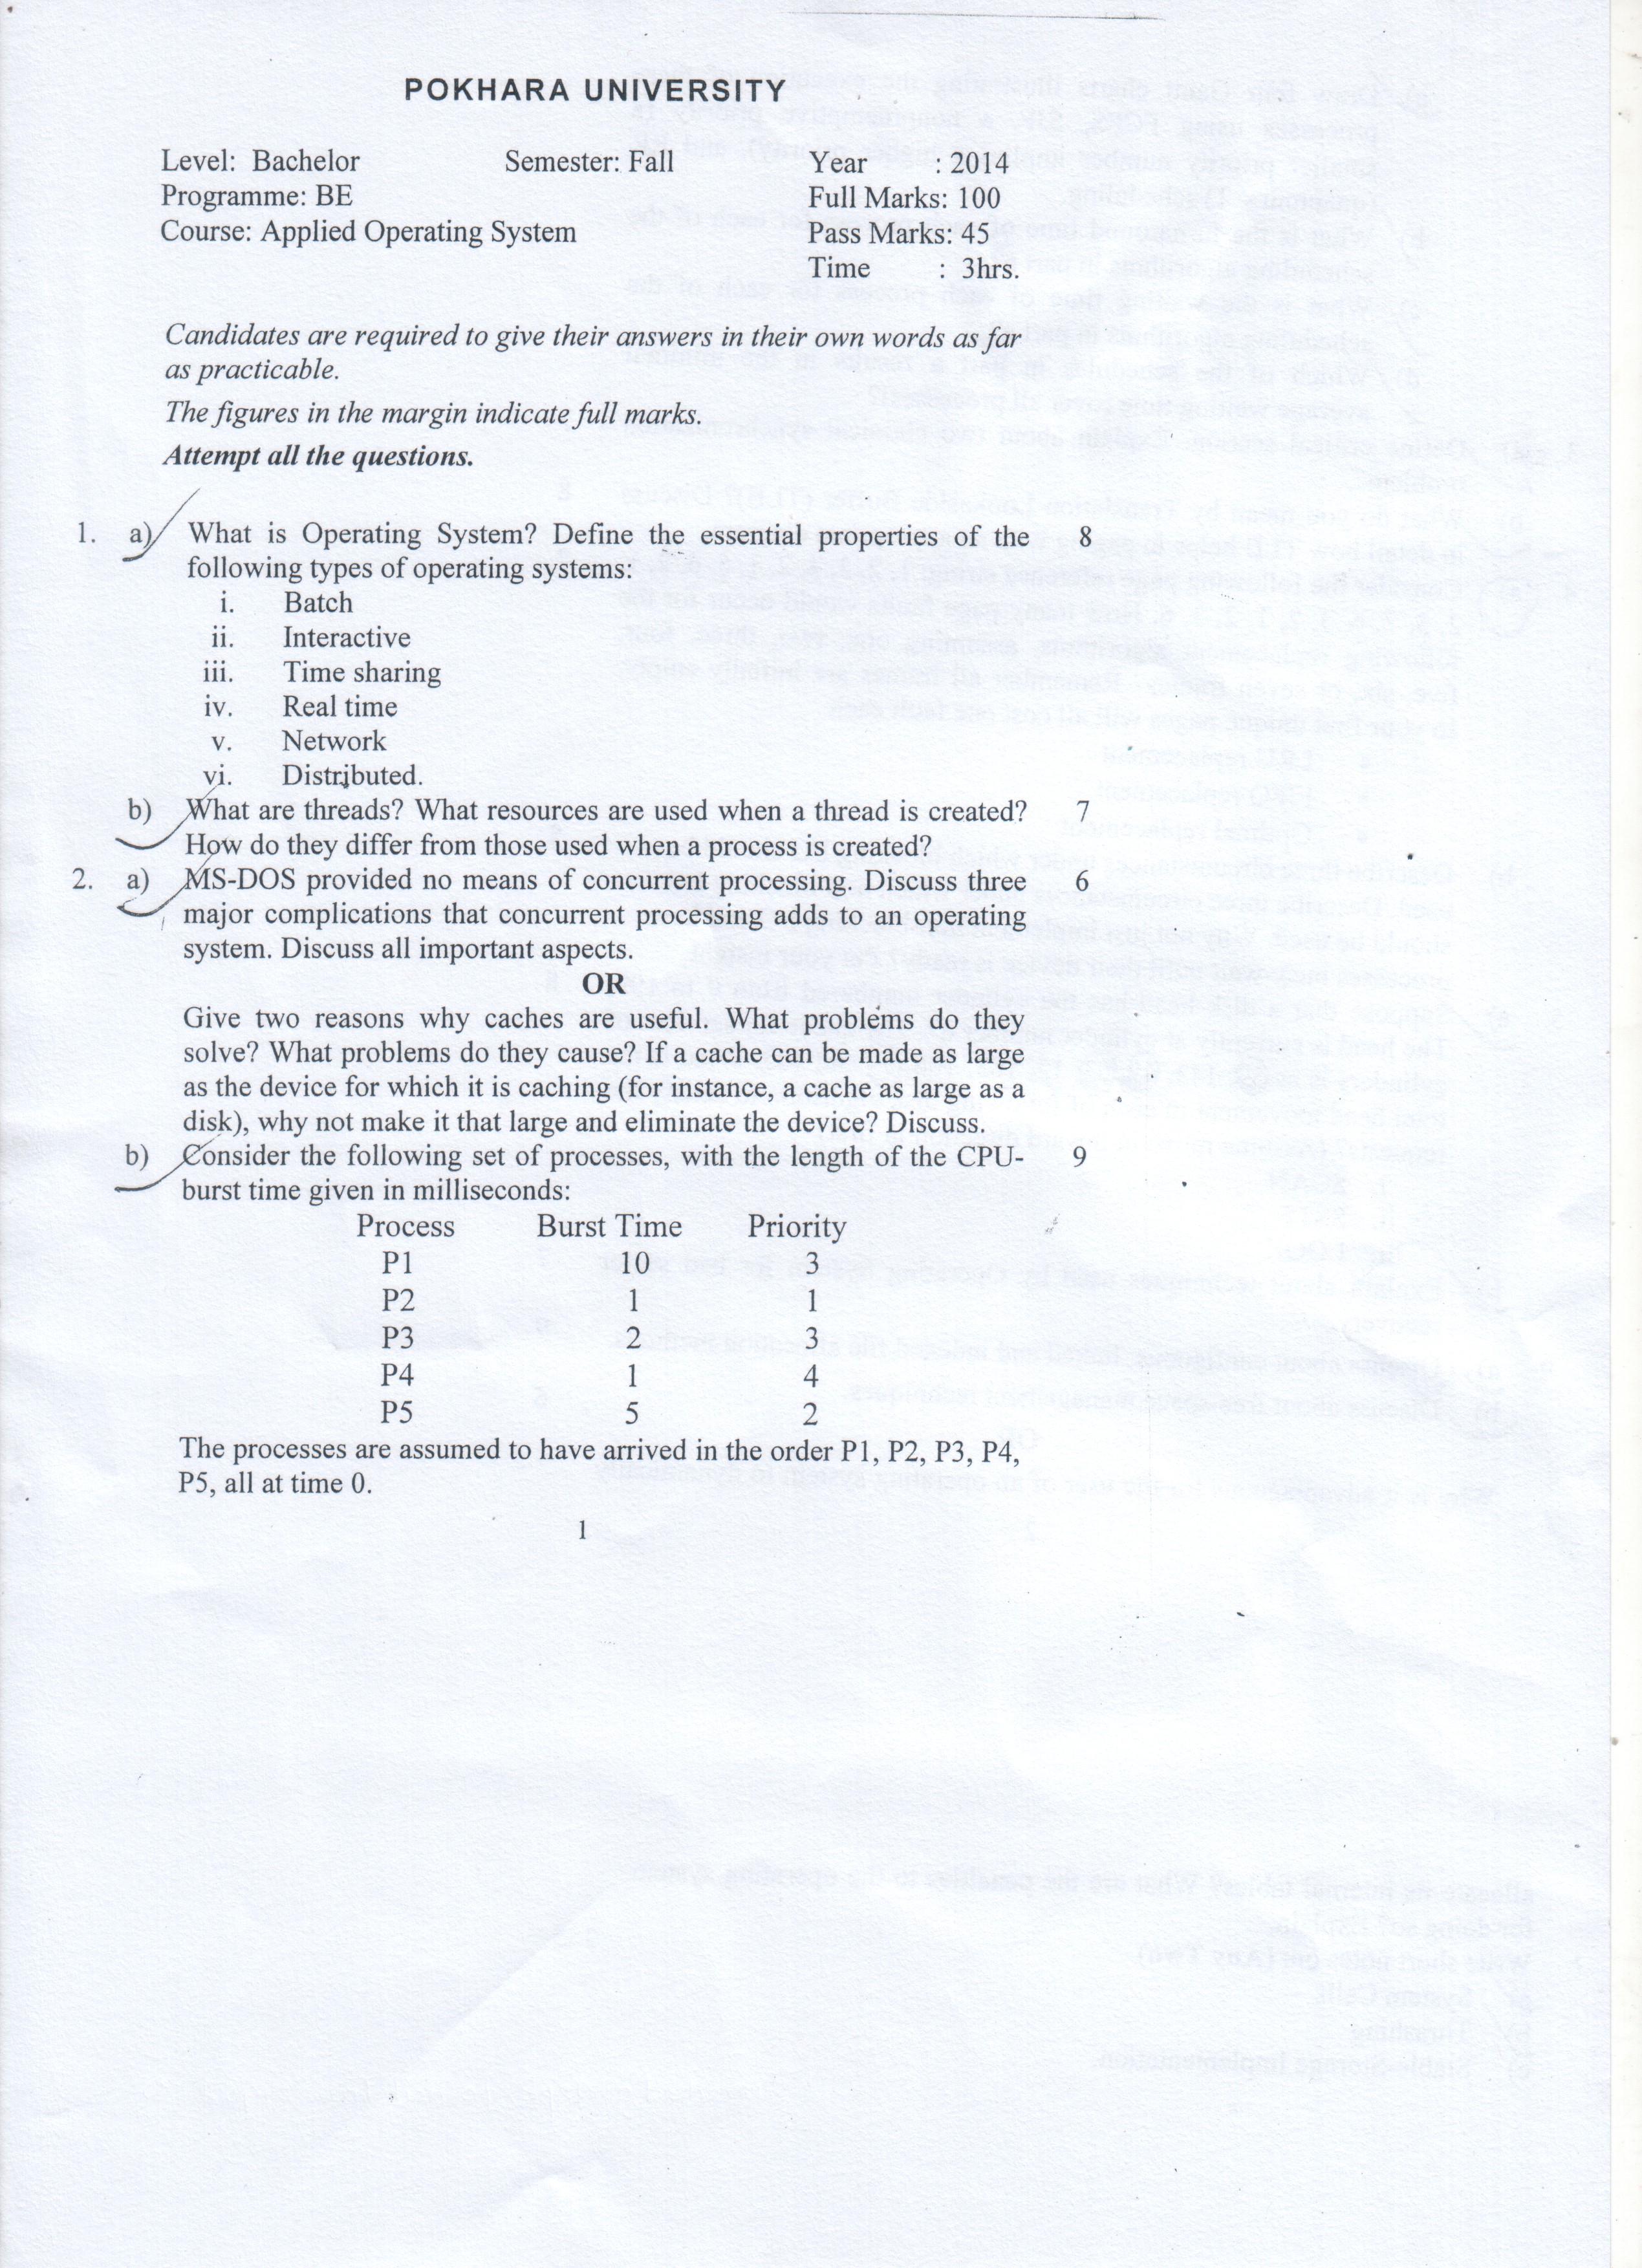 POKHARA UNIVERSITY
Level: Bachelor Semester: Fall Year : 2014
Programme: BE Full Marks: 100
Course: Applied Operating System Pass Marks: 45
Time : 3hrs.
Candidates are required to give their answers in their own words as far
as practicable.
The figures in the margin indicate full marks.
Attempt all the questions.
1. a) What is Operating System? Define the essential properties of the 8
following types of operating systems:
i. Batch
ii. Interactive
iii. Time sharing
iv. Real time
v. Network
vi. Distributed.
b) What are threads? What resources are used when a thread is created? 7
How do they differ from those used when a process is created?
2. a) MS-DOS provided no means of concurrent processing. Discuss three 6
major complications that concurrent processing adds to an operating
system. Discuss all important aspects.
OR
Give two reasons why caches are useful. What problems do they
solve? What problems do they cause? If a cache can be made as large
as the device for which it is caching (for instance, a cache as large as a
disk), why not make it that large and eliminate the device? Discuss.
b) Consider the following set of processes, with the length of the CPU- 9
burst time given in milliseconds:
Process Burst Time Priority
P1 10 3
P2 1 1
P3 2 3
P4 1 4
P5 5 2
The processes are assumed to have arrived in the order P1, P2, P3, P4,
P5, all at time 0.
1